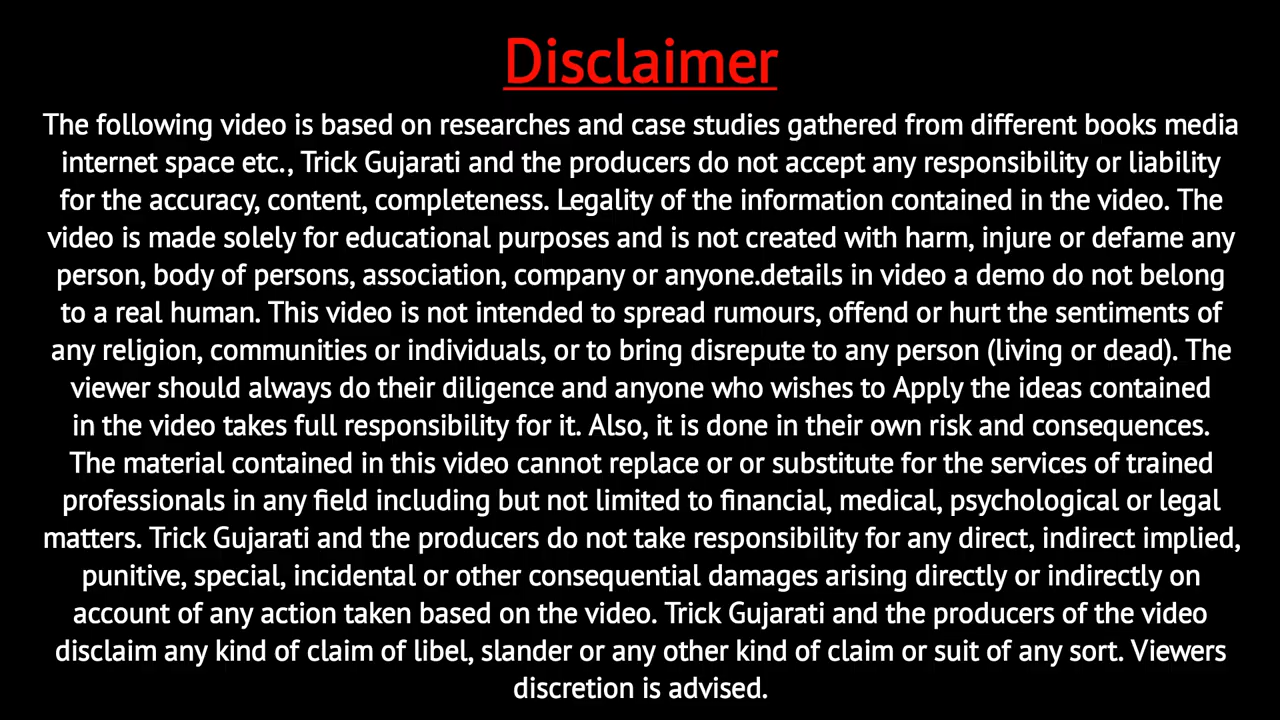 Disclaimer
The following video is based on researches and case studies gathered from different books media
internet space etc., Trick Gujarati and the producers do not accept any responsibility or liability
for the accuracy, content, completeness. Legality of the information contained in the video. The
video is made solely for educational purposes and is not created with harm, injure or defame any
person, body of persons, association, company or anyone.details in video a demo do not belong
to a real human. This video is not intended to spread rumours, offend or hurt the sentiments of
any religion, communities or individuals, or to bring disrepute to any person (living or dead). The
viewer should always do their diligence and anyone who wishes to Apply the ideas contained
in the video takes full responsibility for it. Also, it is done in their own risk and consequences.
The material contained in this video cannot replace or or substitute for the services of trained
professionals in any field including but not limited to financial, medical, psychological or legal
matters. Trick Gujarati and the producers do not take responsibility for any direct, indirect implied,
punitive, special, incidental or other consequential damages arising directly or indirectly on
account of any action taken based on the video. Trick Gujarati and the producers of the video
disclaim any kind of claim of libel, slander or any other kind of claim or suit of any sort. Viewers
discretion is advised.